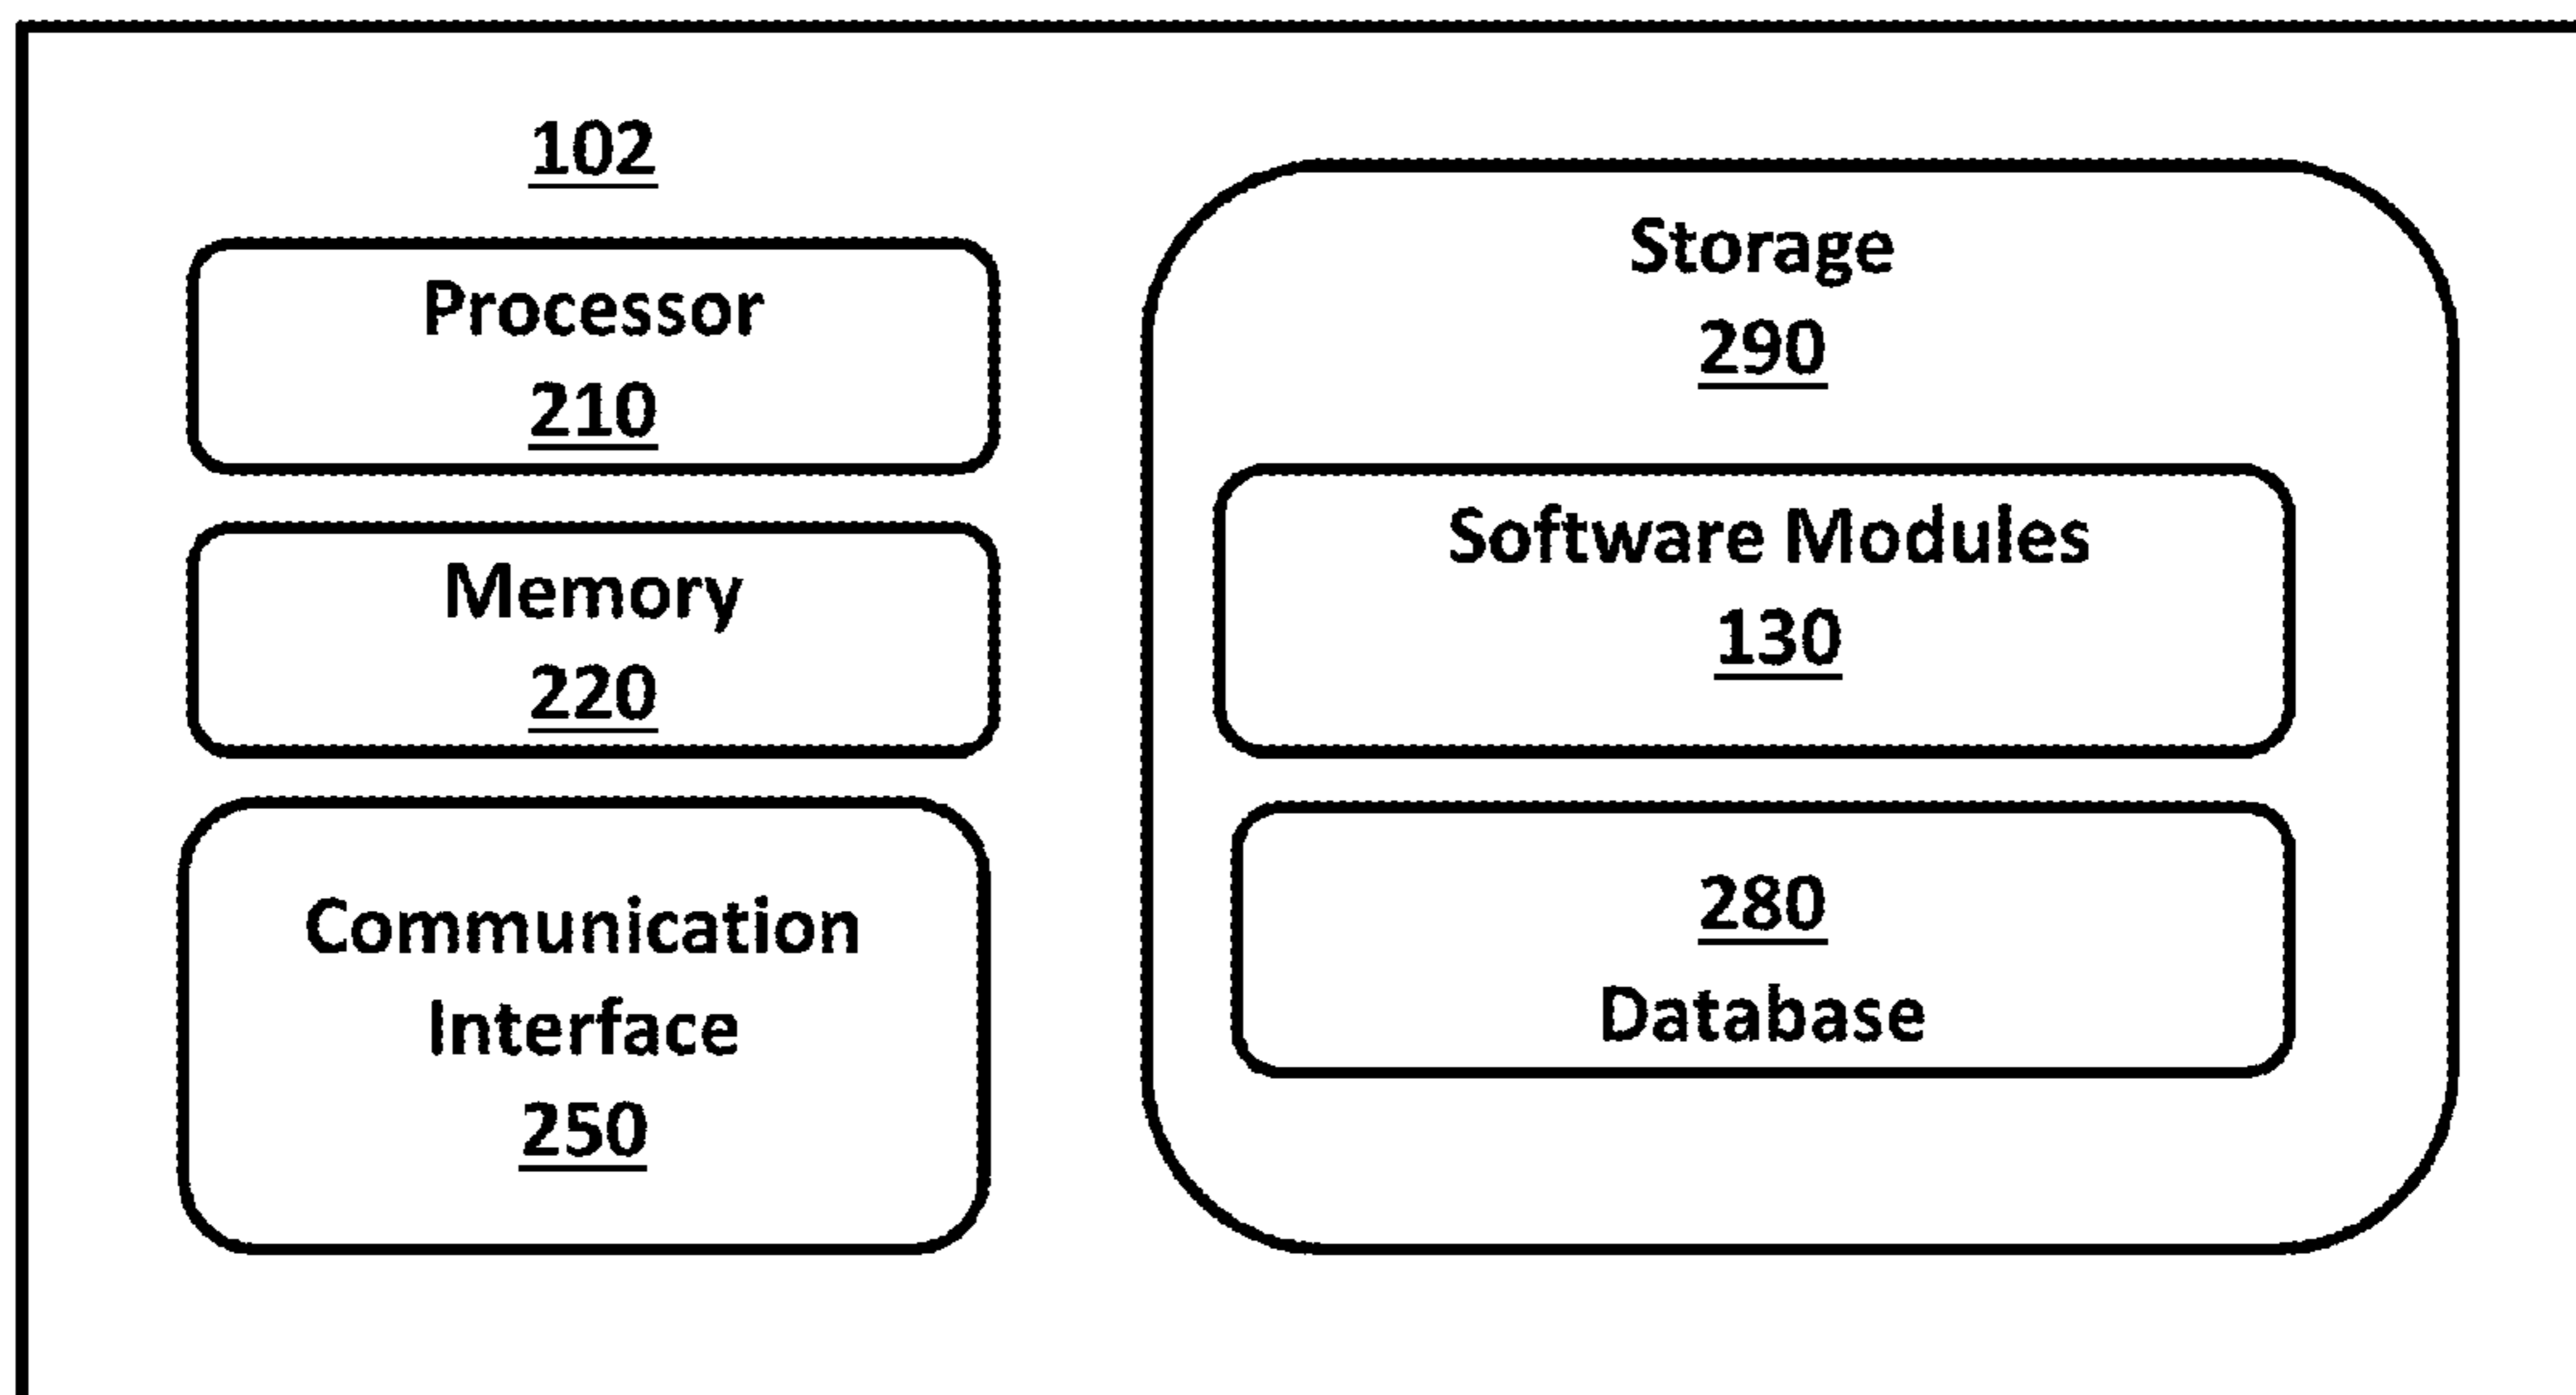 102
Processor
210
Memory
220
Communication
Interface
250
Storage
290
Software Modules
130
280
Database